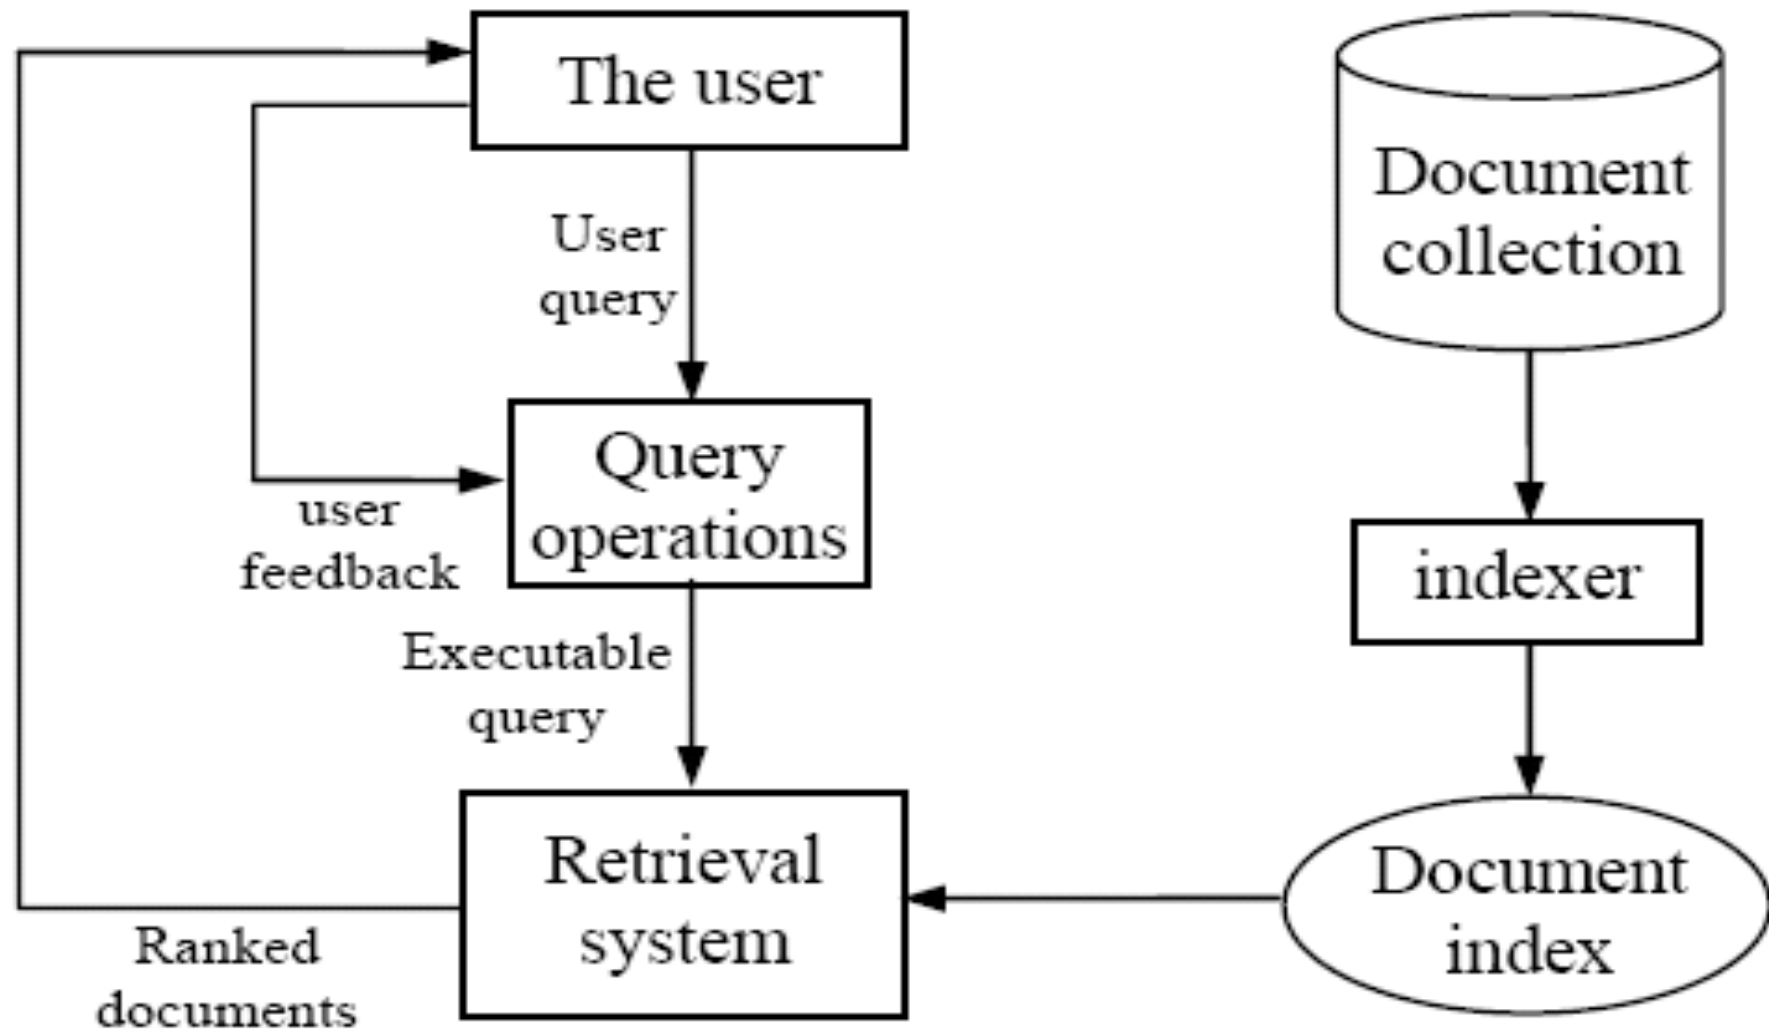 The user
User
query
Query
operations
user
feedback
Executable
query
Retrieval
system
Ranked
documents
Document
collection
indexer
Document
index